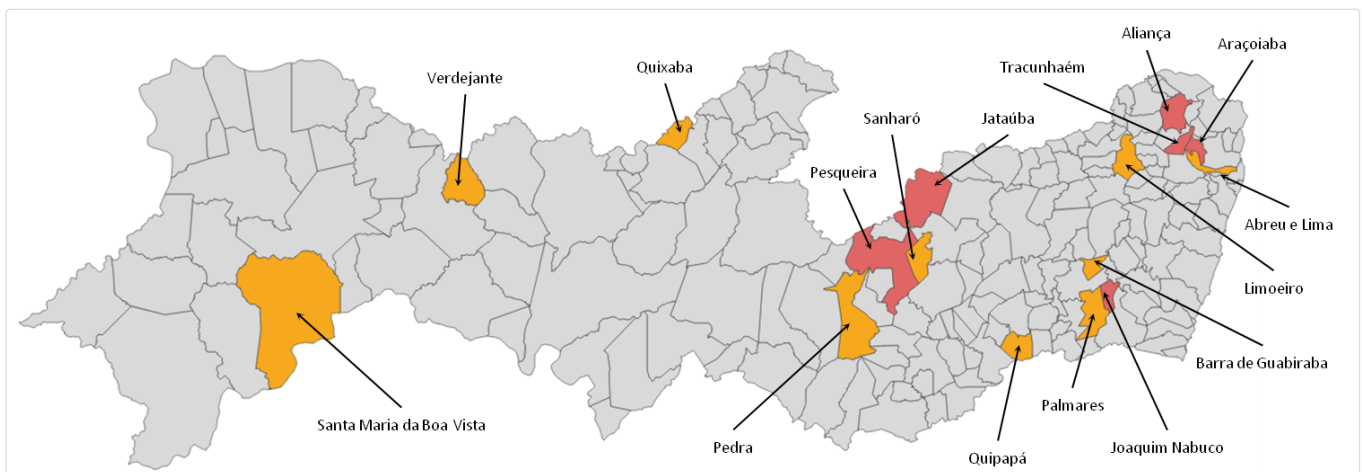 Aliança
Araçoiaba
Tracunhaém
Quixaba
Verdejante
Sanharó
Jataúba
Pesqueira
Abreu e Lima
Limoeiro
Barra de Guabiraba
Palmares
Santa Maria da Boa Vista
Pedra
Joaquim Nabuco
Quipapá